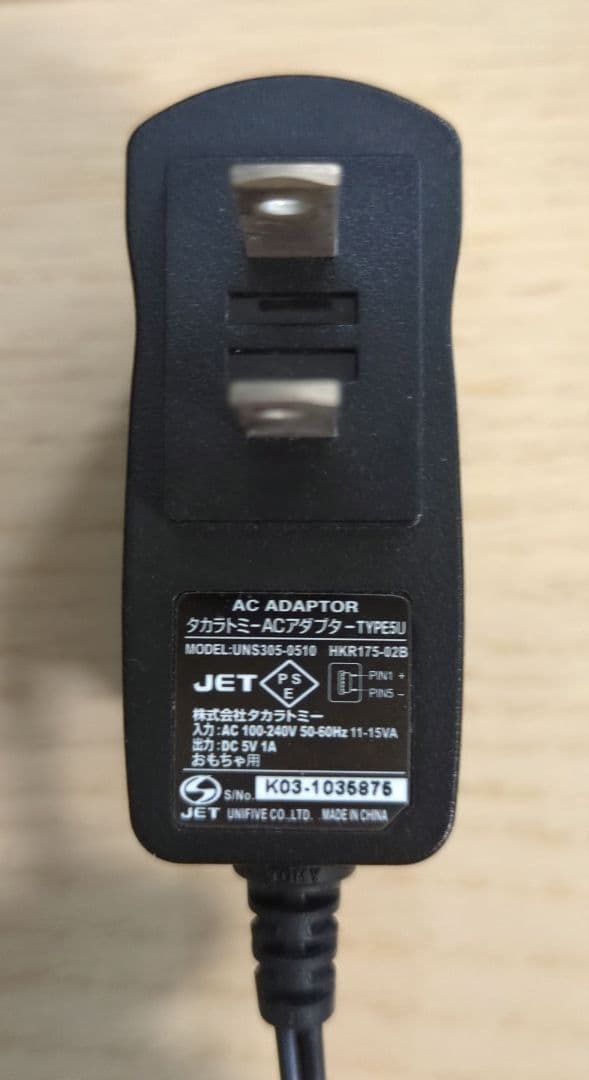 AC ADAPTOR
タカラトミーACアダプターTYPE5U
MODEL:UNS305-0510 HKR175-02B
JET PSE PIN1 +
PIN5 -
株式会社タカラトミー
入力:AC 100-240V 50-60Hz 11-15VA
出力:DC 5V 1A
おもちゃ用
S/No. K03-1035875
JET UNIFIVE CO.,LTD. MADE IN CHINA